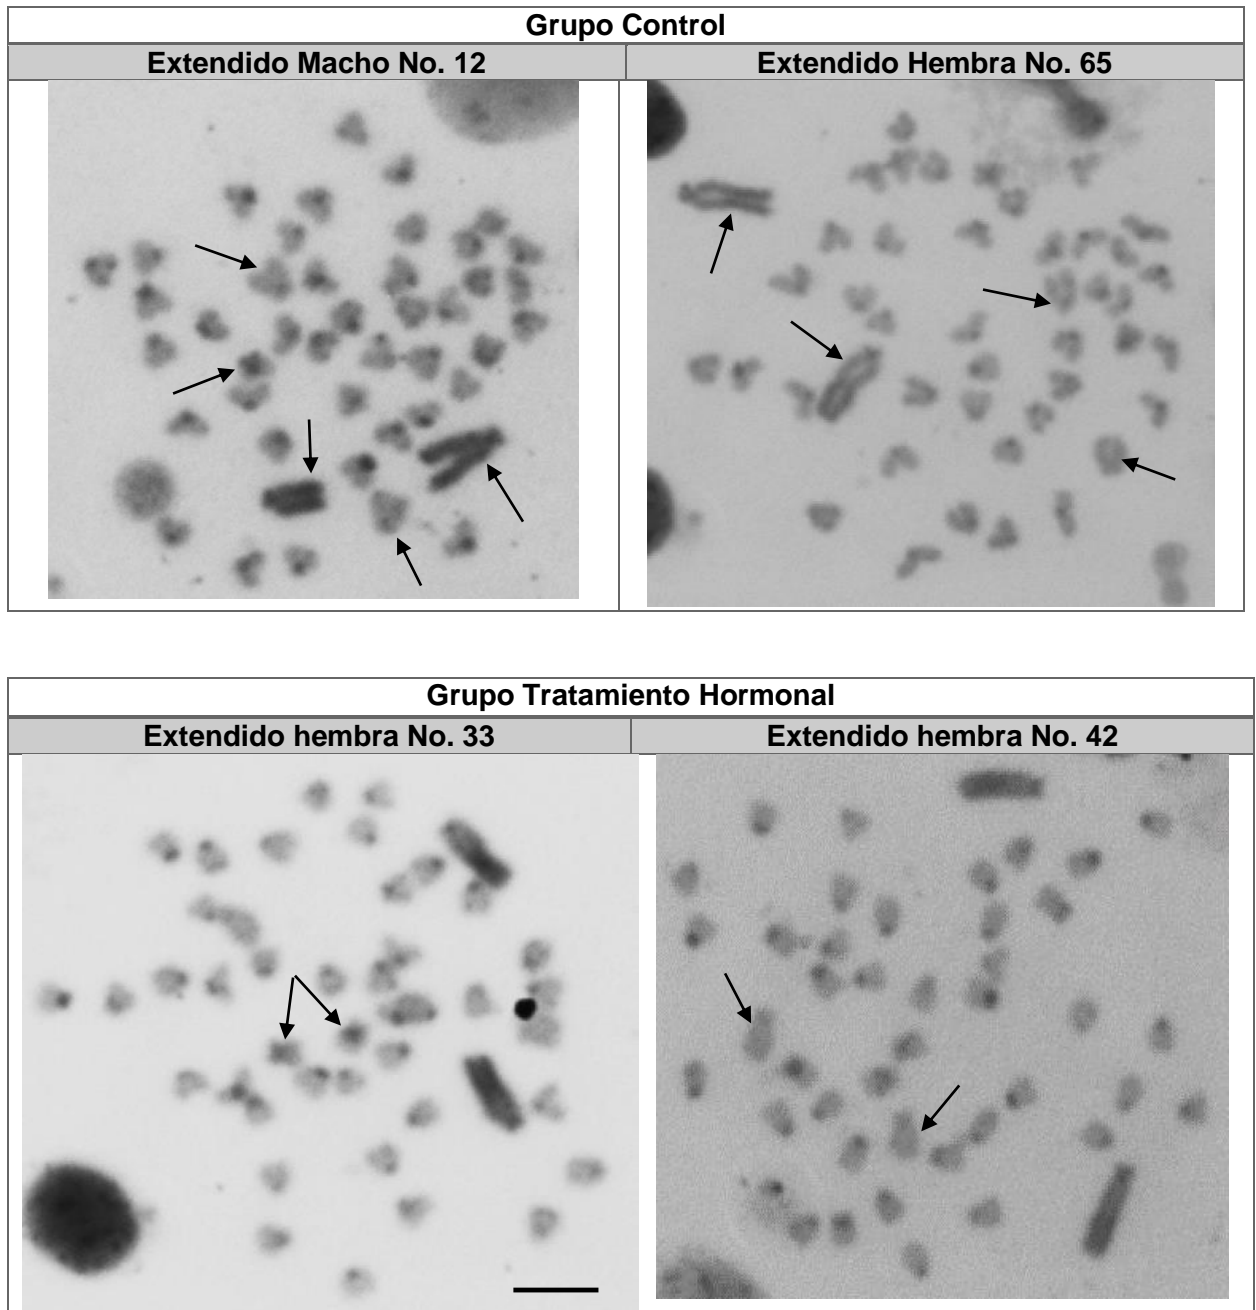 Grupo Control
Extendido Macho No. 12
Extendido Hembra No. 65
Grupo Tratamiento Hormonal
Extendido hembra No. 33
Extendido hembra No. 42